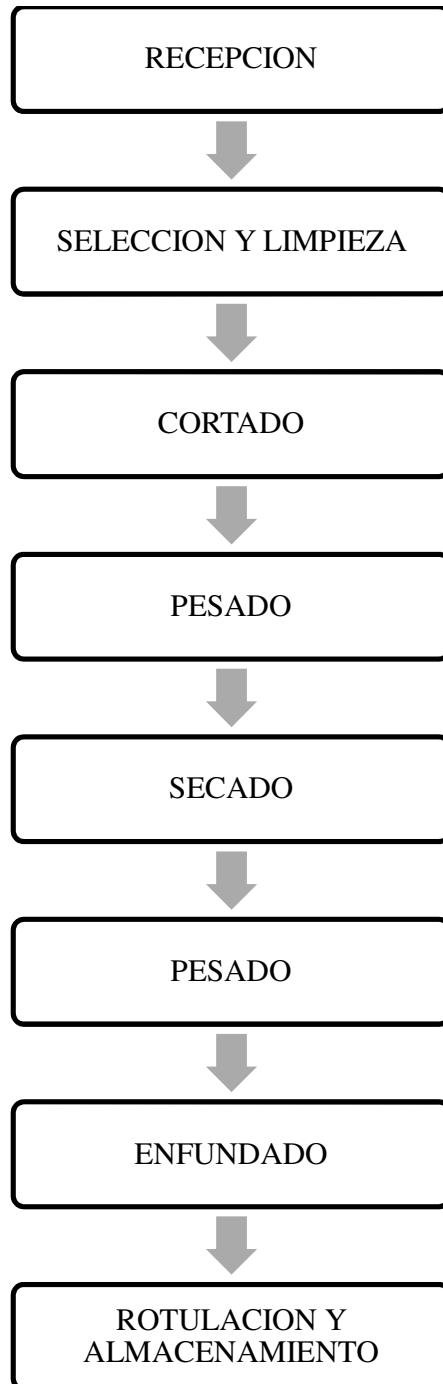 RECEPCION
SELECCION Y LIMPIEZA
CORTADO
PESADO
SECADO
PESADO
ENFUNDADO
ROTULACION Y
ALMACENAMIENTO